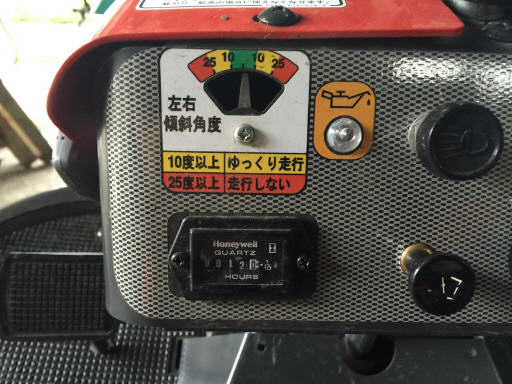 25 10 10 25
左右
傾斜角度
10度以上 ゆっくり走行
25度以上 走行しない
Honeywell
QUARTZ
HOURS